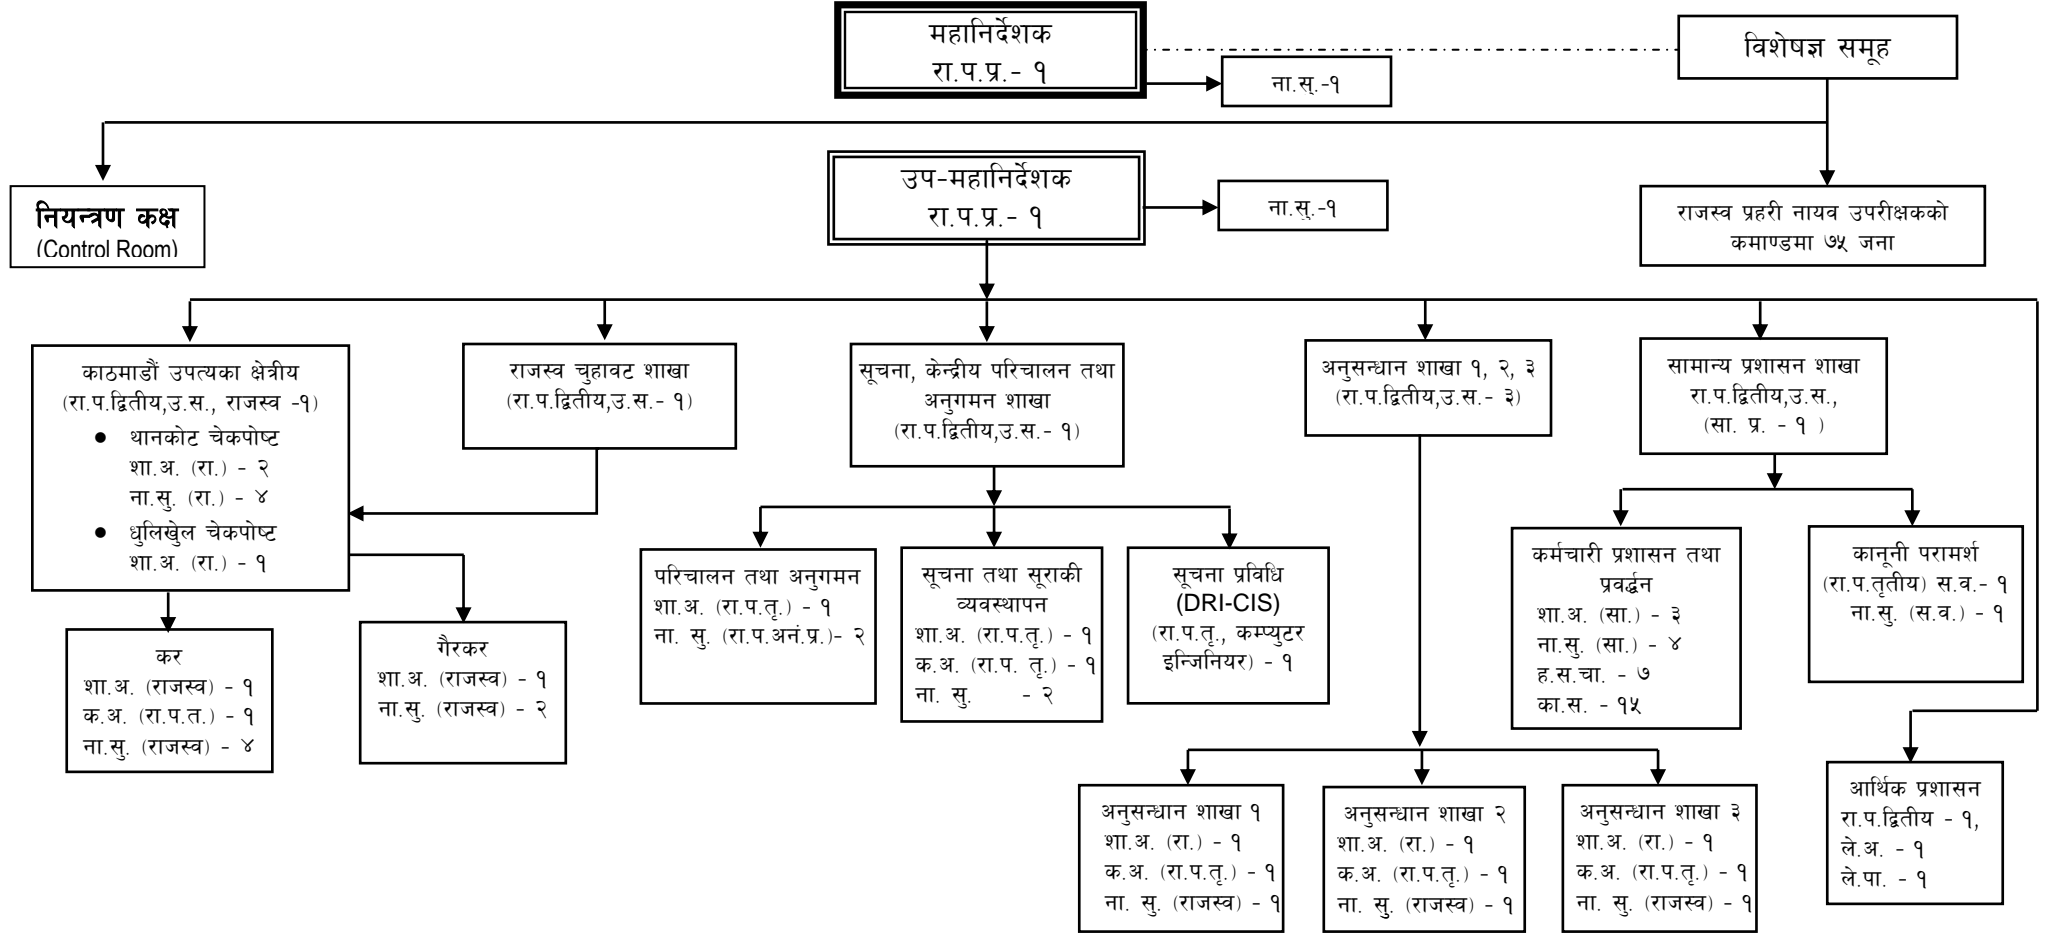 महानिर्देशक
रा.प.प्र.- १
विशेषज्ञ समूह
ना.सु.-१
उप-महानिर्देशक
रा.प.प्र.- १
ना.सु.-१
नियन्त्रण कक्ष
(Control Room)
राजस्व प्रहरी नायव उपरीक्षकको
कमाण्डमा ७५ जना
काठमाडौं उपत्यका क्षेत्रीय
(रा.प.द्वितीय,उ.स., राजस्व -१)
● थानकोट चेकपोष्ट
शा.अ. (रा.) - २
ना.सु. (रा.) - ४
● धुलिखेल चेकपोष्ट
शा.अ. (रा.) - १
राजस्व चुहावट शाखा
(रा.प.द्वितीय,उ.स.- १)
सूचना, केन्द्रीय परिचालन तथा
अनुगमन शाखा
(रा.प.द्वितीय,उ.स.- १)
अनुसन्धान शाखा १, २, ३
(रा.प.द्वितीय,उ.स.- ३)
सामान्य प्रशासन शाखा
रा.प.द्वितीय,उ.स.,
(सा. प्र. - १ )
कर
शा.अ. (राजस्व) - १
क.अ. (रा.प.त.) - १
ना.सु. (राजस्व) - ४
गैरकर
शा.अ. (राजस्व) - १
ना.सु. (राजस्व) - २
परिचालन तथा अनुगमन
शा.अ. (रा.प.तृ.) - १
ना. सु. (रा.प.अनं.प्र.)- २
सूचना तथा सूराकी
व्यवस्थापन
शा.अ. (रा.प.तृ.) - १
क.अ. (रा.प. तृ.) - १
ना. सु. - २
सूचना प्रविधि
(DRI-CIS)
(रा.प.तृ., कम्प्युटर
इन्जिनियर) - १
कर्मचारी प्रशासन तथा
प्रवर्द्धन
शा.अ. (सा.) - ३
ना.सु. (सा.) - ४
ह.स.चा. - ७
का.स. - १५
कानूनी परामर्श
(रा.प.तृतीय) स.व.- १
ना.सु. (स.व.) - १
अनुसन्धान शाखा १
शा.अ. (रा.) - १
क.अ. (रा.प.तृ.) - १
ना. सु. (राजस्व) - १
अनुसन्धान शाखा २
शा.अ. (रा.) - १
क.अ. (रा.प.तृ.) - १
ना. सु. (राजस्व) - १
अनुसन्धान शाखा ३
शा.अ. (रा.) - १
क.अ. (रा.प.तृ.) - १
ना. सु. (राजस्व) - १
आर्थिक प्रशासन
रा.प.द्वितीय - १,
ले.अ. - १
ले.पा. - १